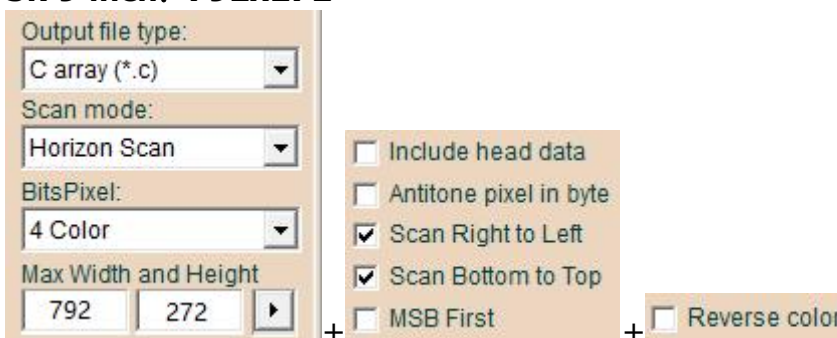 Output file type:
C array (*.c)
Scan mode:
Horizon Scan
BitsPixel:
4 Color
Max Width and Height
792 272
+
Include head data
Antitone pixel in byte
Scan Right to Left
Scan Bottom to Top
MSB First
+
Reverse color